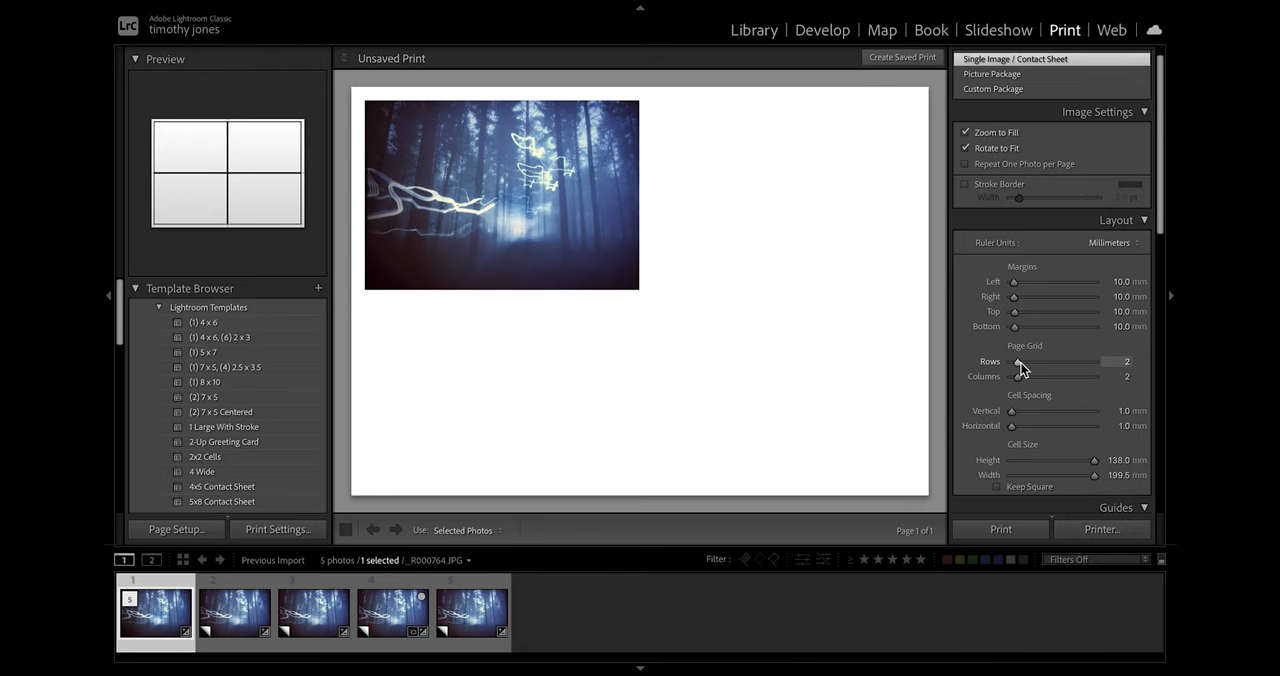 LrC
Adobe Lightroom Classic
timothy jones
Library | Develop | Map | Book | Slideshow | Print | Web
Preview
Unsaved Print
Create Saved Print
Template Browser
Lightroom Templates
(1) 4 x 6
(1) 4 x 6, (6) 2 x 3
(1) 5 x 7
(1) 7 x 5, (4) 2.5 x 3.5
(1) 8 x 10
(2) 7 x 5
(2) 7 x 5 Centered
1 Large With Stroke
2-Up Greeting Card
2x2 Cells
4 Wide
4x5 Contact Sheet
5x8 Contact Sheet
Page Setup...
Print Settings...
Use: Selected Photos
Page 1 of 1
Single Image / Contact Sheet
Picture Package
Custom Package
Image Settings
Zoom to Fill
Rotate to Fit
Repeat One Photo per Page
Stroke Border
Width pt
Layout
Ruler Units: Millimeters
Margins
Left 10.0 mm
Right 10.0 mm
Top 10.0 mm
Bottom 10.0 mm
Page Grid
Rows 2
Columns 2
Cell Spacing
Vertical 1.0 mm
Horizontal 1.0 mm
Cell Size
Height 138.0 mm
Width 199.5 mm
Keep Square
Guides
Print
Printer...
1 2
Previous Import
5 photos / 1 selected / _R000764.JPG
Filter:
Filters Off
1 2 3 4 5
5